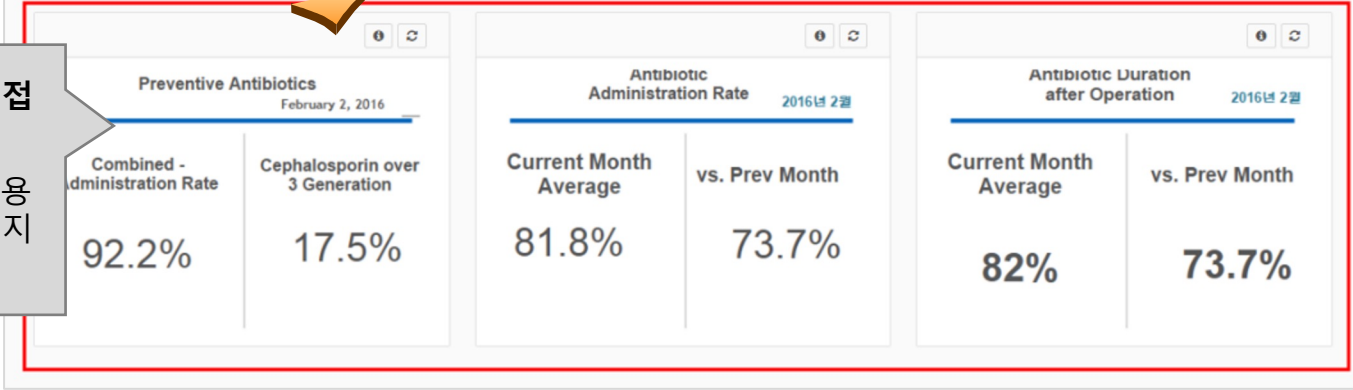 접
용
지
Preventive Antibiotics
February 2, 2016
Combined -
dministration Rate
Cephalosporin over
3 Generation
92.2%
17.5%
Antibiotic
Administration Rate
2016년 2월
Current Month
Average
vs. Prev Month
81.8%
73.7%
Antibiotic Duration
after Operation
2016년 2월
Current Month
Average
vs. Prev Month
82%
73.7%